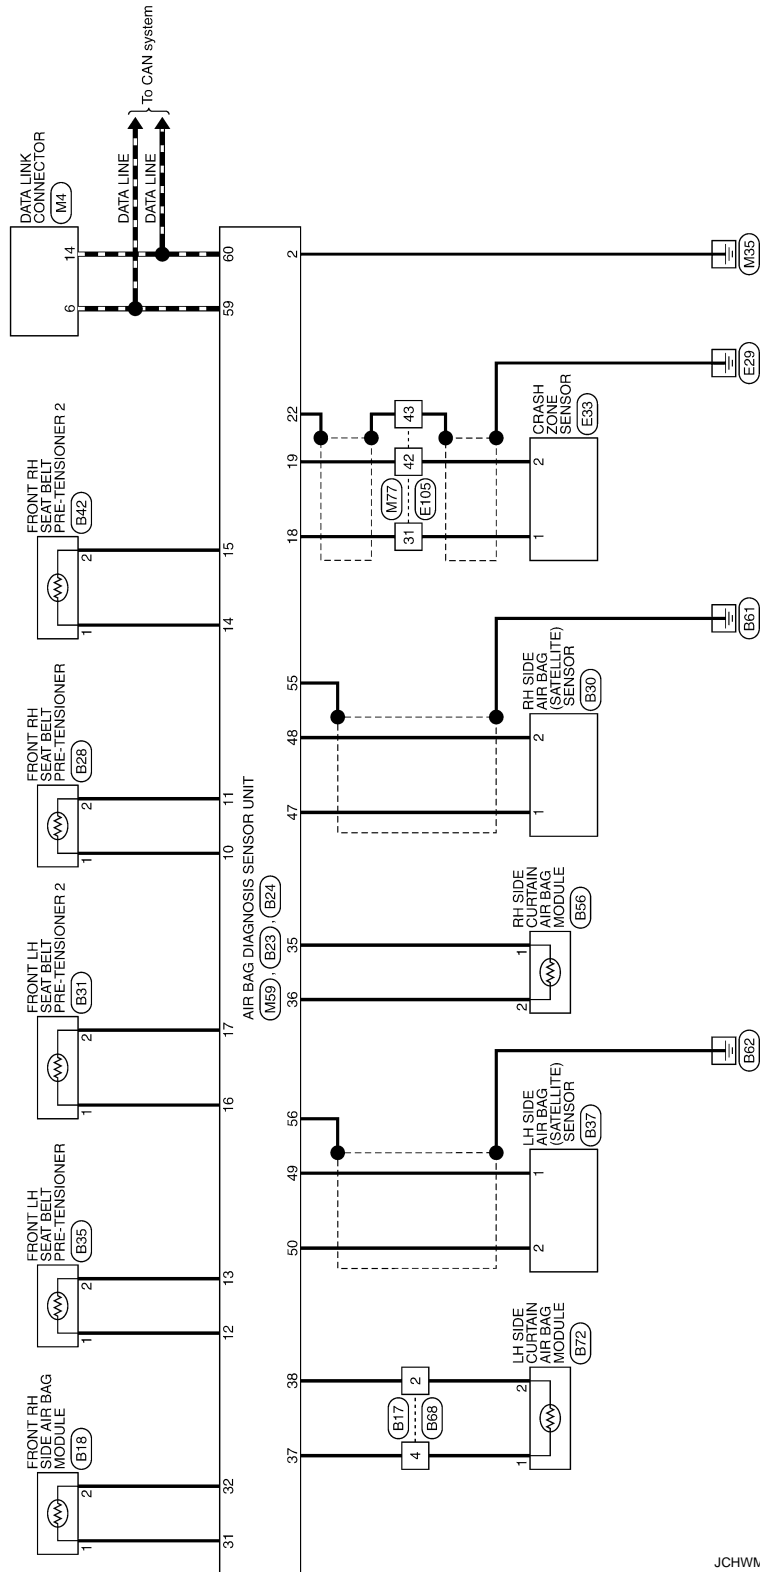 To CAN system
DATA LINE
DATA LINE
DATA LINK
CONNECTOR
M4
14
6
60
59
2
M35
FRONT RH
SEAT BELT
PRE-TENSIONER 2
B42
2
1
15
14
22
19
18
43
42
31
M77
E105
CRASH
ZONE
SENSOR
E33
2
1
E29
FRONT RH
SEAT BELT
PRE-TENSIONER
B28
2
1
11
10
55
48
47
RH SIDE
AIR BAG
(SATELLITE)
SENSOR
B30
2
1
B61
AIR BAG DIAGNOSIS SENSOR UNIT
M59 , B23 , B24
FRONT LH
SEAT BELT
PRE-TENSIONER 2
B31
2
1
17
16
35
36
RH SIDE
CURTAIN
AIR BAG
MODULE
B56
1
2
FRONT LH
SEAT BELT
PRE-TENSIONER
B35
2
1
13
12
56
49
50
LH SIDE
AIR BAG
(SATELLITE)
SENSOR
B37
1
2
B62
FRONT RH
SIDE AIR BAG
MODULE
B18
2
1
32
31
38
37
2
4
B17
B68
LH SIDE
CURTAIN
AIR BAG
MODULE
B72
2
1
JCHWM